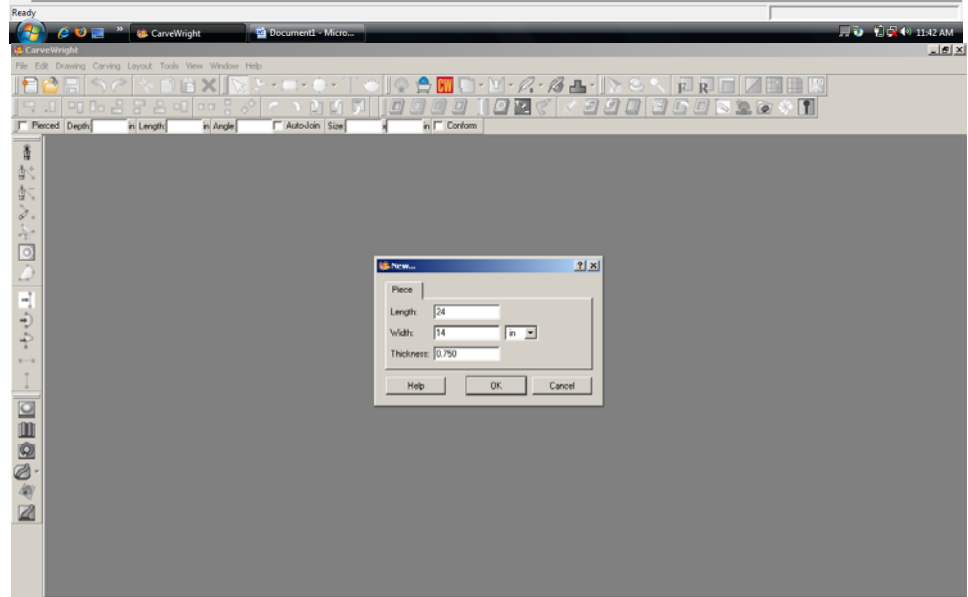 Ready
» CarveWright Document1 - Micro... 11:42 AM
CarveWright
File Edit Drawing Carving Layout Tools View Window Help
CW R R
Pierced Depth: in Length: in Angle: Auto-Join Size: x in Conform
New...
Piece
Length: 24
Width: 14 in
Thickness: 0.750
Help OK Cancel